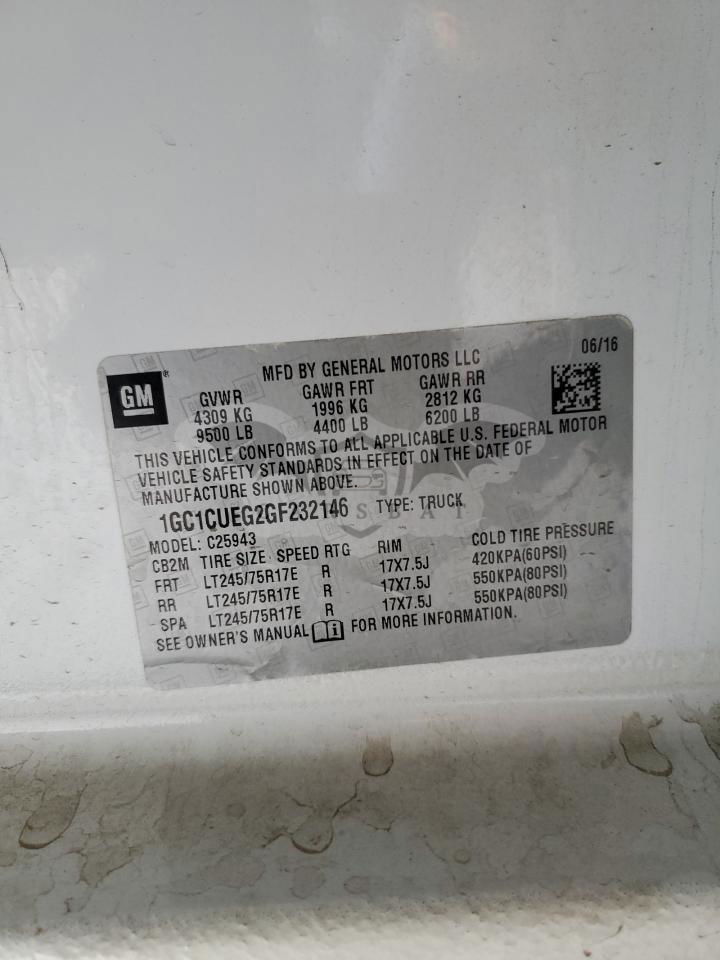 GM ®
MFD BY GENERAL MOTORS LLC 06/16
GVWR GAWR FRT GAWR RR
4309 KG 1996 KG 2812 KG
9500 LB 4400 LB 6200 LB
THIS VEHICLE CONFORMS TO ALL APPLICABLE U.S. FEDERAL MOTOR
VEHICLE SAFETY STANDARDS IN EFFECT ON THE DATE OF
MANUFACTURE SHOWN ABOVE.
1GC1CUEG2GF232146 TYPE: TRUCK
MODEL: C25943
CB2M TIRE SIZE SPEED RTG RIM COLD TIRE PRESSURE
FRT LT245/75R17E R 17X7.5J 420KPA(60PSI)
RR LT245/75R17E R 17X7.5J 550KPA(80PSI)
SPA LT245/75R17E R 17X7.5J 550KPA(80PSI)
SEE OWNER'S MANUAL FOR MORE INFORMATION.